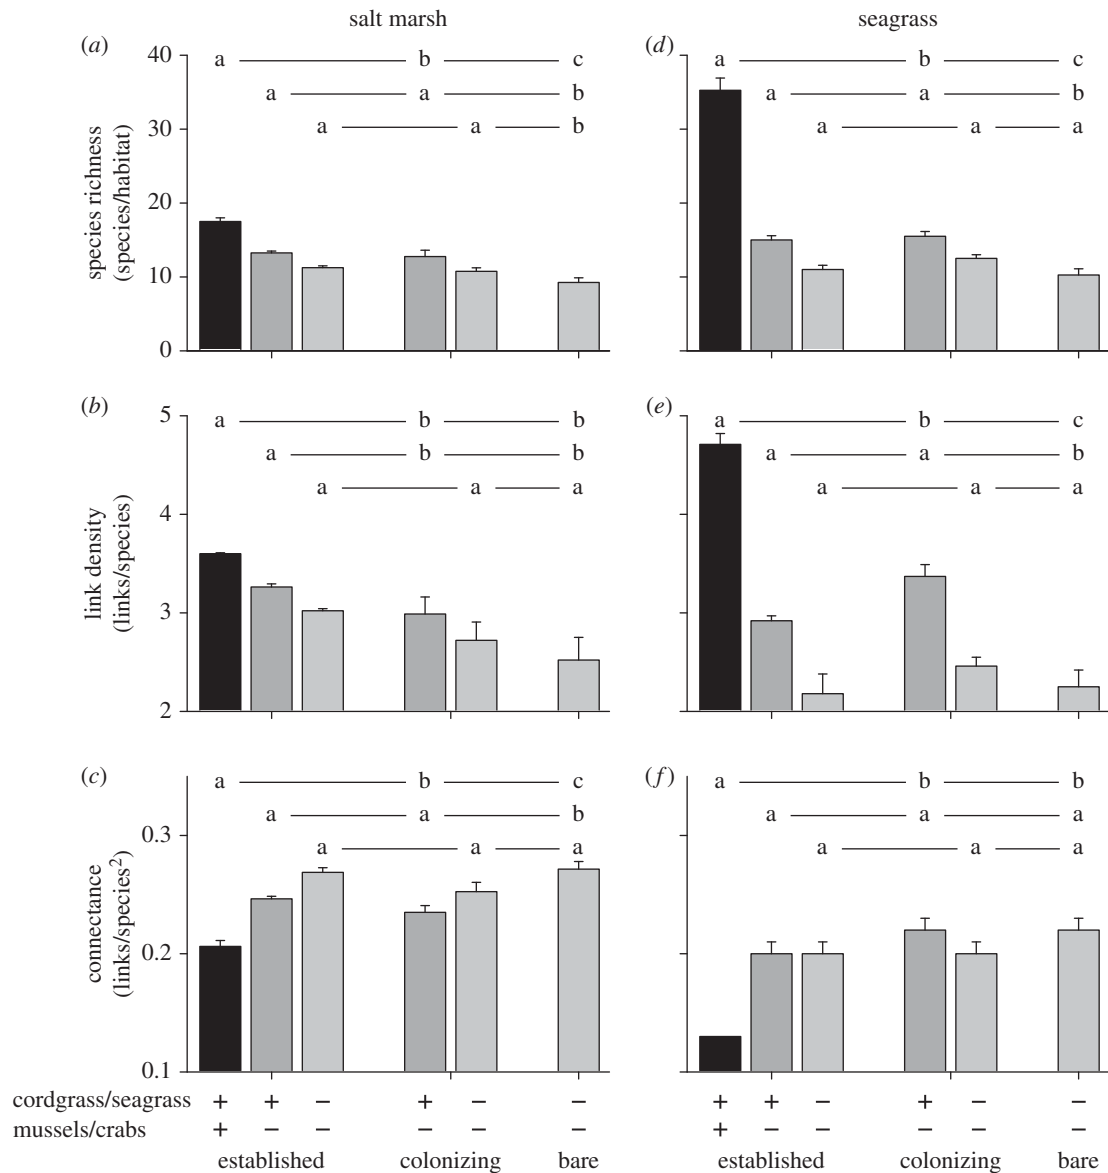 salt marsh seagrass
(a) (d)
40 a b c a b c
a a b a a b
30 a a b a a a
species richness
(species/habitat)
20
10
0
(b) (e)
5 a b b a b c
a b b a a b
a a a a a a
4
link density
(links/species)
3
2
(c) (f)
a b c a b b
a a b a a a
0.3 a a a a a a
connectance
(links/species²)
0.2
0.1
cordgrass/seagrass + + – + – – + + – + – –
mussels/crabs + – – – – – + – – – – –
established colonizing bare established colonizing bare